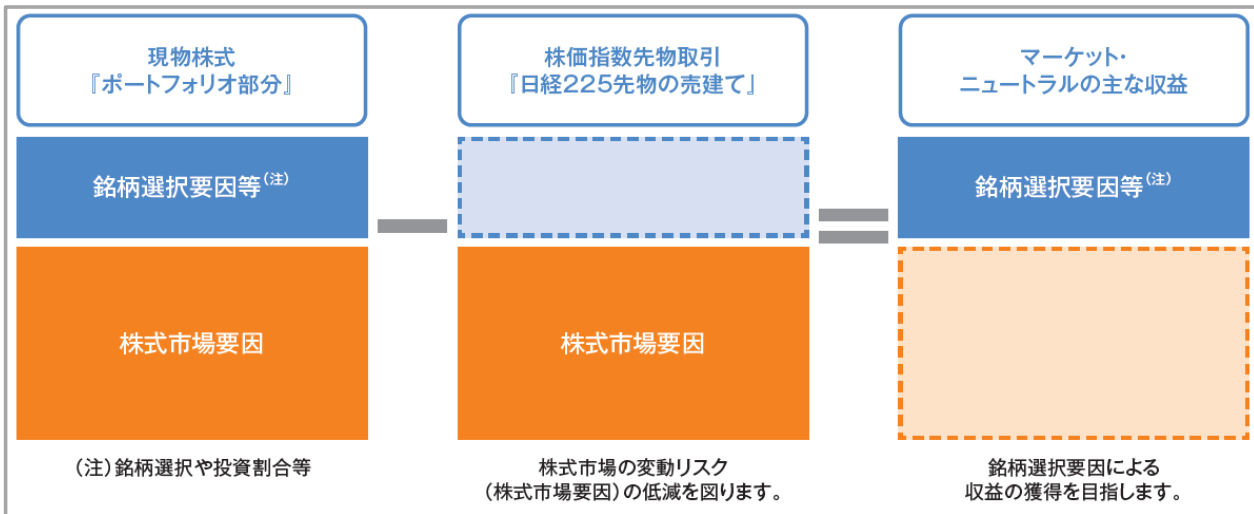 現物株式
『ポートフォリオ部分』
株価指数先物取引
『日経225先物の売建て」
マーケット・
ニュートラルの主な収益
銘柄選択要因等(注)
銘柄選択要因等(注)
株式市場要因
株式市場要因
(注)銘柄選択や投資割合等
株式市場の変動リスク
(株式市場要因)の低減を図ります。
銘柄選択要因による
収益の獲得を目指します。